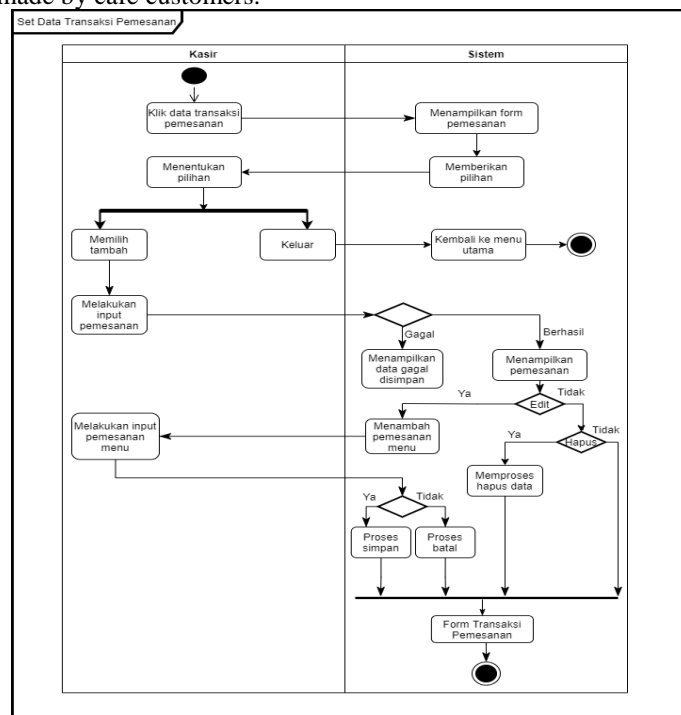 made by cafe customers.
Set Data Transaksi Pemesanan
Kasir
Sistem
Klik data transaksi
pemesanan
Menampilkan form
pemesanan
Menentukan
pilihan
Memberikan
pilihan
Memilih
tambah
Keluar
Kembali ke menu
utama
Melakukan
input
pemesanan
Gagal
Berhasil
Menampilkan
data gagal
disimpan
Menampilkan
pemesanan
Ya
Edit
Tidak
Melakukan input
pemesanan
menu
Menambah
pemesanan
menu
Ya
Hapus
Tidak
Memproses
hapus data
Ya
Tidak
Proses
simpan
Proses
batal
Form Transaksi
Pemesanan